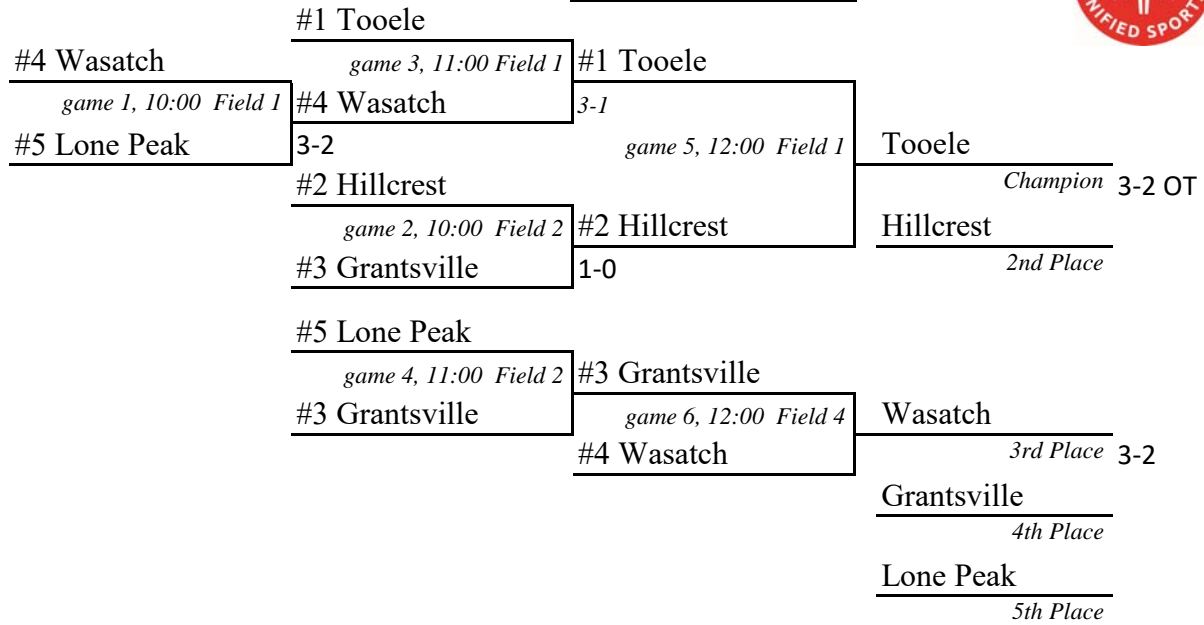 NIFIED SPORTS
#1 Tooele
#4 Wasatch
game 3, 11:00 Field 1
#1 Tooele
game 1, 10:00 Field 1
#4 Wasatch
3-1
#5 Lone Peak
3-2
game 5, 12:00 Field 1
Tooele
#2 Hillcrest
Champion
3-2 OT
game 2, 10:00 Field 2
#2 Hillcrest
Hillcrest
#3 Grantsville
1-0
2nd Place
#5 Lone Peak
game 4, 11:00 Field 2
#3 Grantsville
#3 Grantsville
game 6, 12:00 Field 4
Wasatch
#4 Wasatch
3rd Place
3-2
Grantsville
4th Place
Lone Peak
5th Place